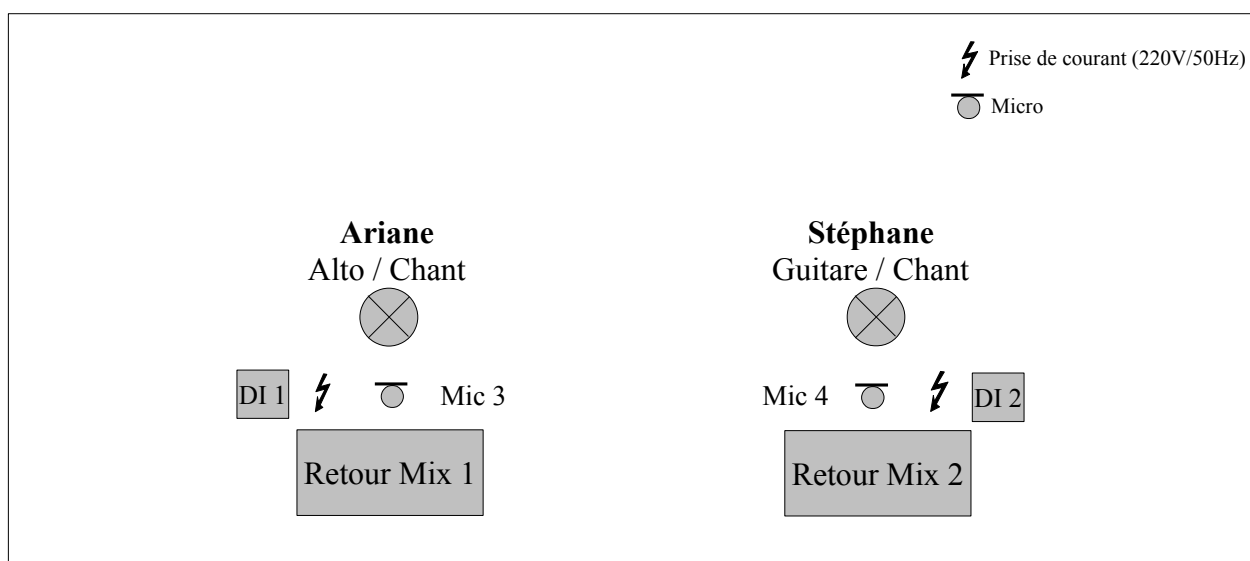 Prise de courant (220V/50Hz)
Micro
Ariane
Alto / Chant
Stéphane
Guitare / Chant
DI 1
Mic 3
Mic 4
DI 2
Retour Mix 1
Retour Mix 2